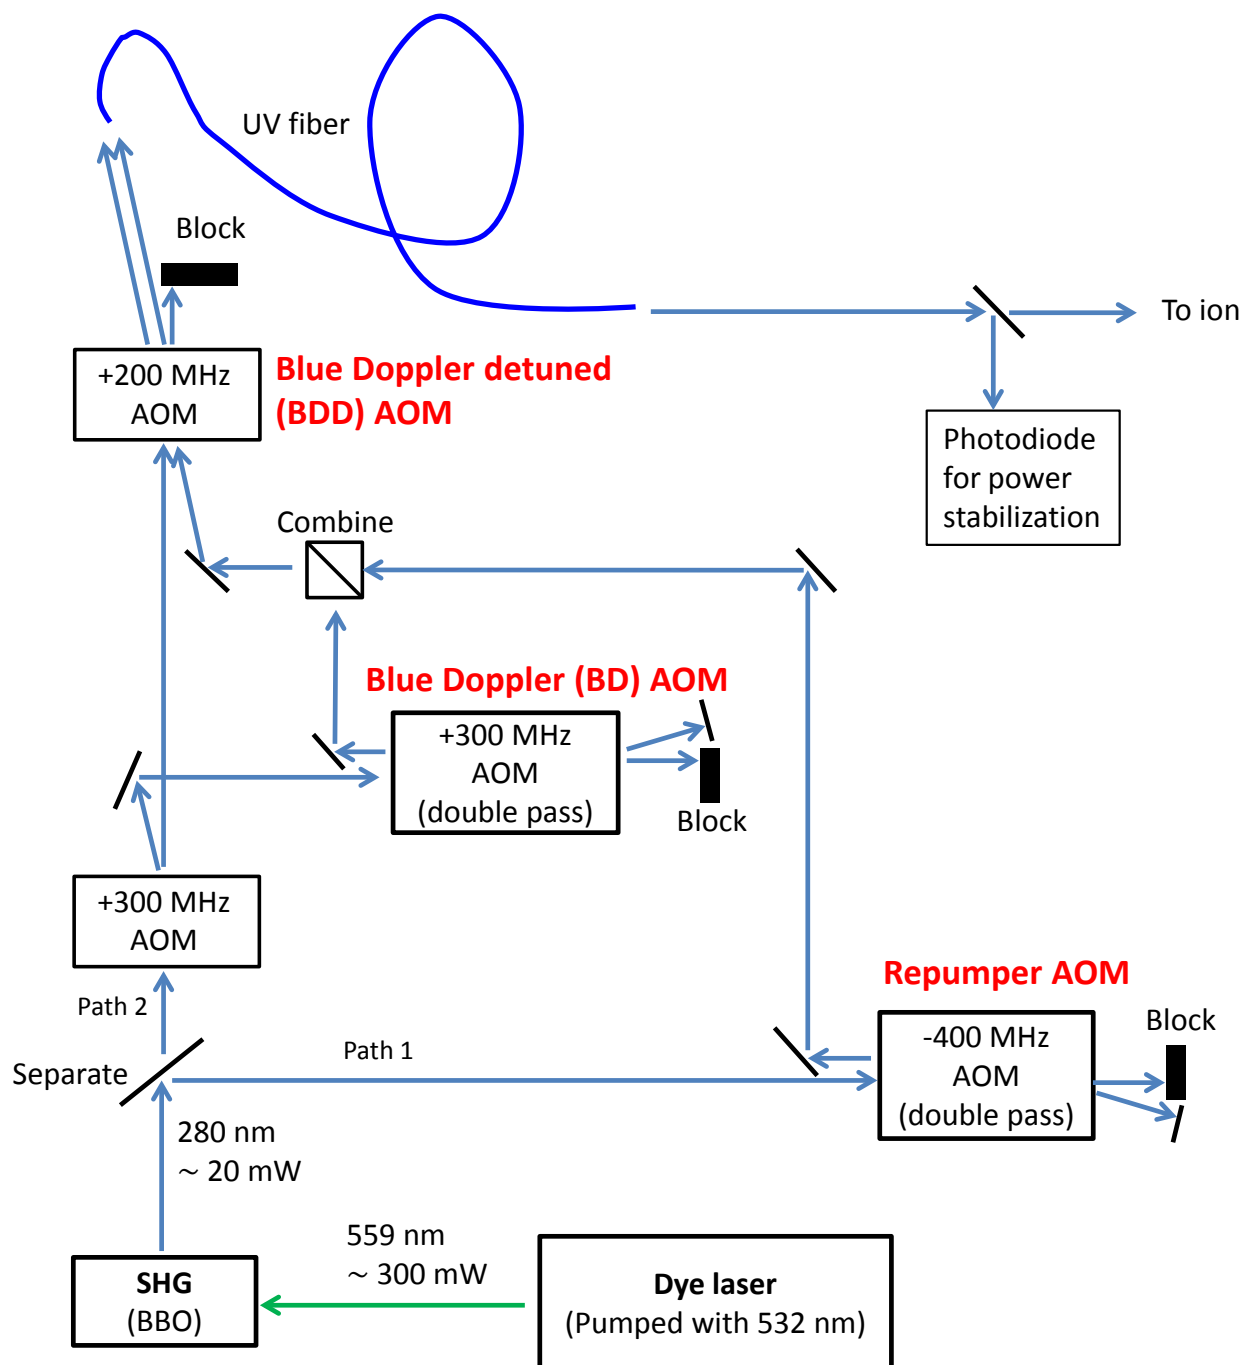 UV fiber
Block
To ion
+200 MHz
AOM
Blue Doppler detuned
(BDD) AOM
Photodiode
for power
stabilization
Combine
Blue Doppler (BD) AOM
+300 MHz
AOM
(double pass)
Block
+300 MHz
AOM
Repumper AOM
Path 2
Block
-400 MHz
AOM
(double pass)
Path 1
Separate
280 nm
~ 20 mW
559 nm
~ 300 mW
SHG
(BBO)
Dye laser
(Pumped with 532 nm)